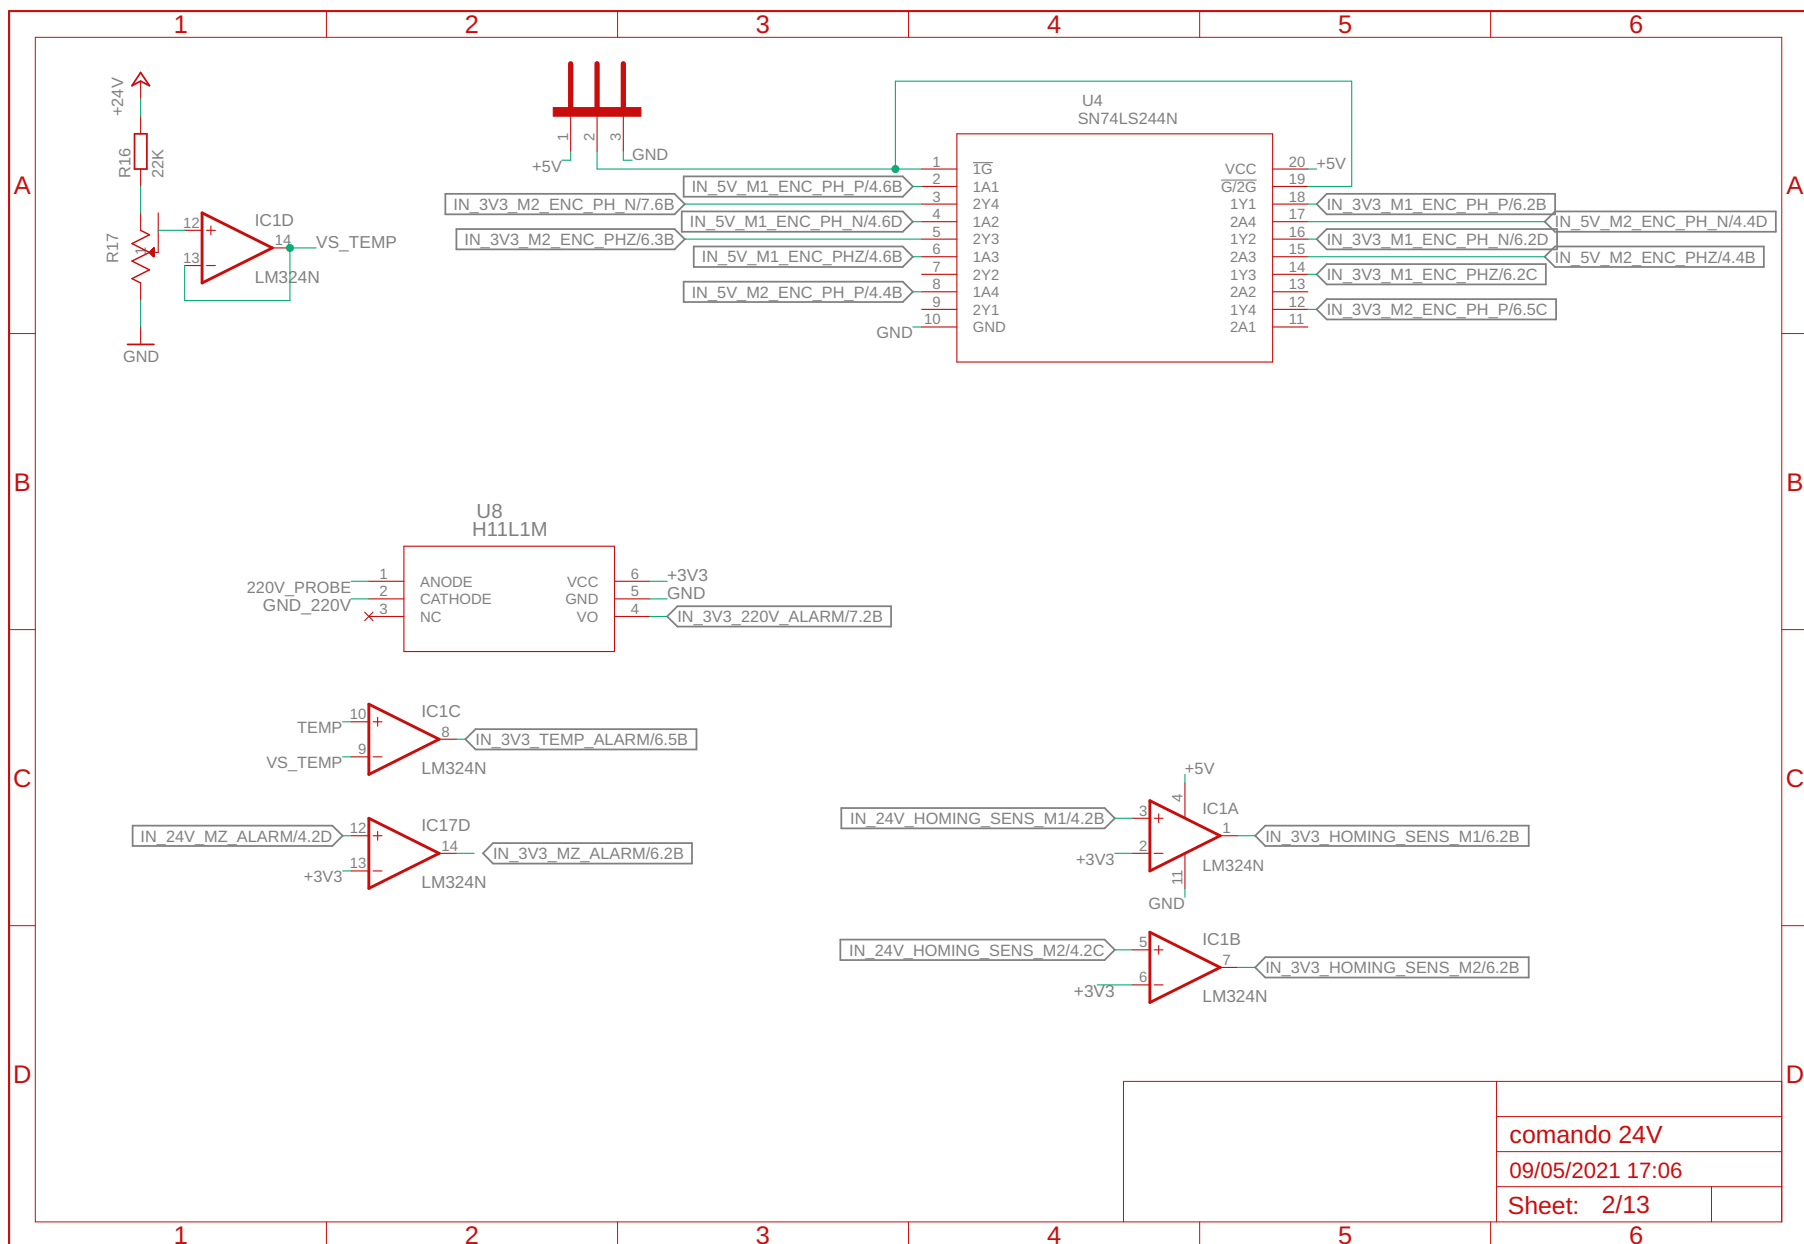 1 2 3 4 5 6
A A
B B
C C
D D
+24V
R16
22K
R17
GND
12
13
14
IC1D
LM324N
VS_TEMP
1 2 3
+5V
GND
U4
SN74LS244N
1 1G
2 1A1
3 2Y4
4 1A2
5 2Y3
6 1A3
7 2Y2
8 1A4
9 2Y1
10 GND
VCC 20 +5V
G/2G 19
1Y1 18
2A4 17
1Y2 16
2A3 15
1Y3 14
2A2 13
1Y4 12
2A1 11
IN_5V_M1_ENC_PH_P/4.6B
IN_3V3_M2_ENC_PH_N/7.6B
IN_5V_M1_ENC_PH_N/4.6D
IN_3V3_M2_ENC_PHZ/6.3B
IN_5V_M1_ENC_PHZ/4.6B
IN_5V_M2_ENC_PH_P/4.4B
GND
IN_3V3_M1_ENC_PH_P/6.2B
IN_5V_M2_ENC_PH_N/4.4D
IN_3V3_M1_ENC_PH_N/6.2D
IN_5V_M2_ENC_PHZ/4.4B
IN_3V3_M1_ENC_PHZ/6.2C
IN_3V3_M2_ENC_PH_P/6.5C
U8
H11L1M
220V_PROBE 1 ANODE VCC 6 +3V3
GND_220V 2 CATHODE GND 5 GND
3 NC VO 4 IN_3V3_220V_ALARM/7.2B
IC1C
TEMP 10
VS_TEMP 9
8 IN_3V3_TEMP_ALARM/6.5B
LM324N
IC17D
IN_24V_MZ_ALARM/4.2D 12
+3V3 13
14 IN_3V3_MZ_ALARM/6.2B
LM324N
+5V
4
IC1A
IN_24V_HOMING_SENS_M1/4.2B 3
+3V3 2
1 IN_3V3_HOMING_SENS_M1/6.2B
LM324N
11
GND
IC1B
IN_24V_HOMING_SENS_M2/4.2C 5
+3V3 6
7 IN_3V3_HOMING_SENS_M2/6.2B
LM324N
comando 24V
09/05/2021 17:06
Sheet: 2/13
1 2 3 4 5 6